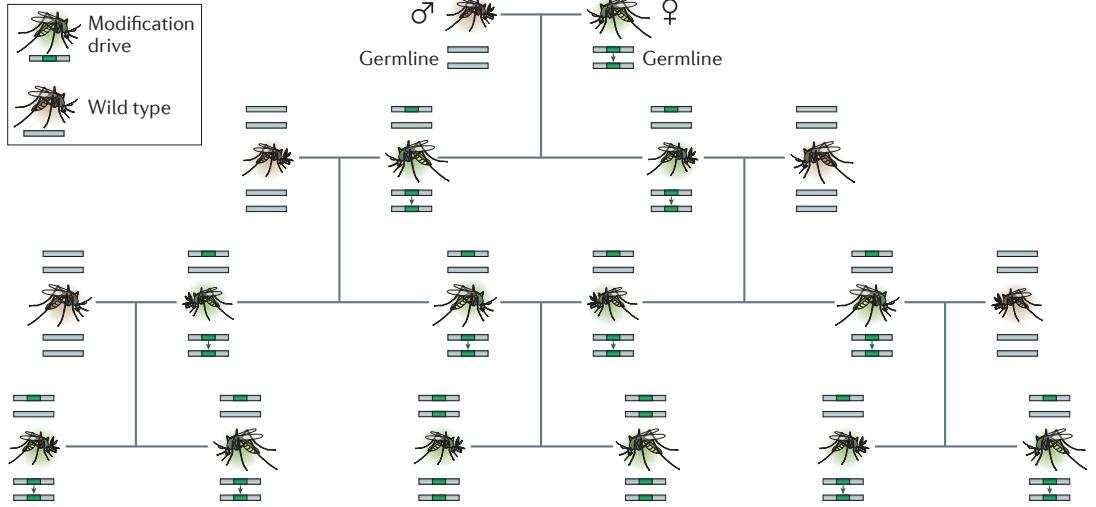 Modification
drive
Wild type
♂
♀
Germline
Germline